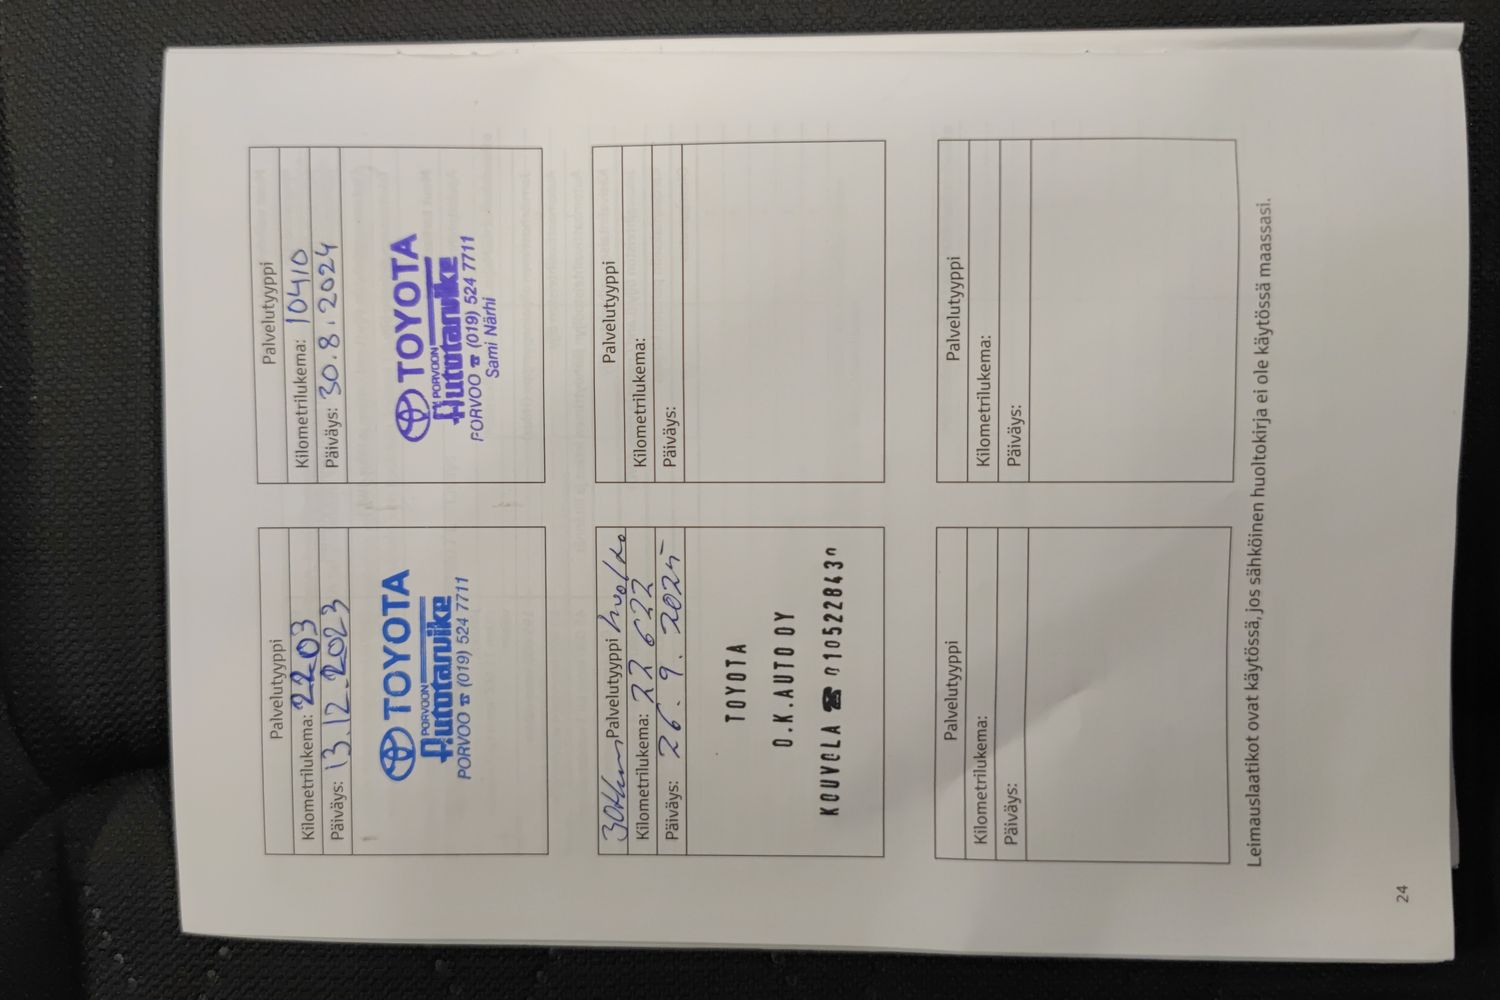 Palvelutyyppi
Kilometrilukema: 2203
Päiväys: 13.12.2023
TOYOTA
PORVOON
Autotarvike
PORVOO ☎ (019) 524 7711
Palvelutyyppi
Kilometrilukema: 10410
Päiväys: 30.8.2024
TOYOTA
PORVOON
Autotarvike
PORVOO ☎ (019) 524 7711
Sami Närhi
Palvelutyyppi huolto
Kilometrilukema: 22 622
Päiväys: 26.9.2025
TOYOTA
O.K.AUTO OY
KOUVOLA ☎ 0105228430
Palvelutyyppi
Kilometrilukema:
Päiväys:
Palvelutyyppi
Kilometrilukema:
Päiväys:
Palvelutyyppi
Kilometrilukema:
Päiväys:
Leimauslaatikot ovat käytössä, jos sähköinen huoltokirja ei ole käytössä maassasi.
24